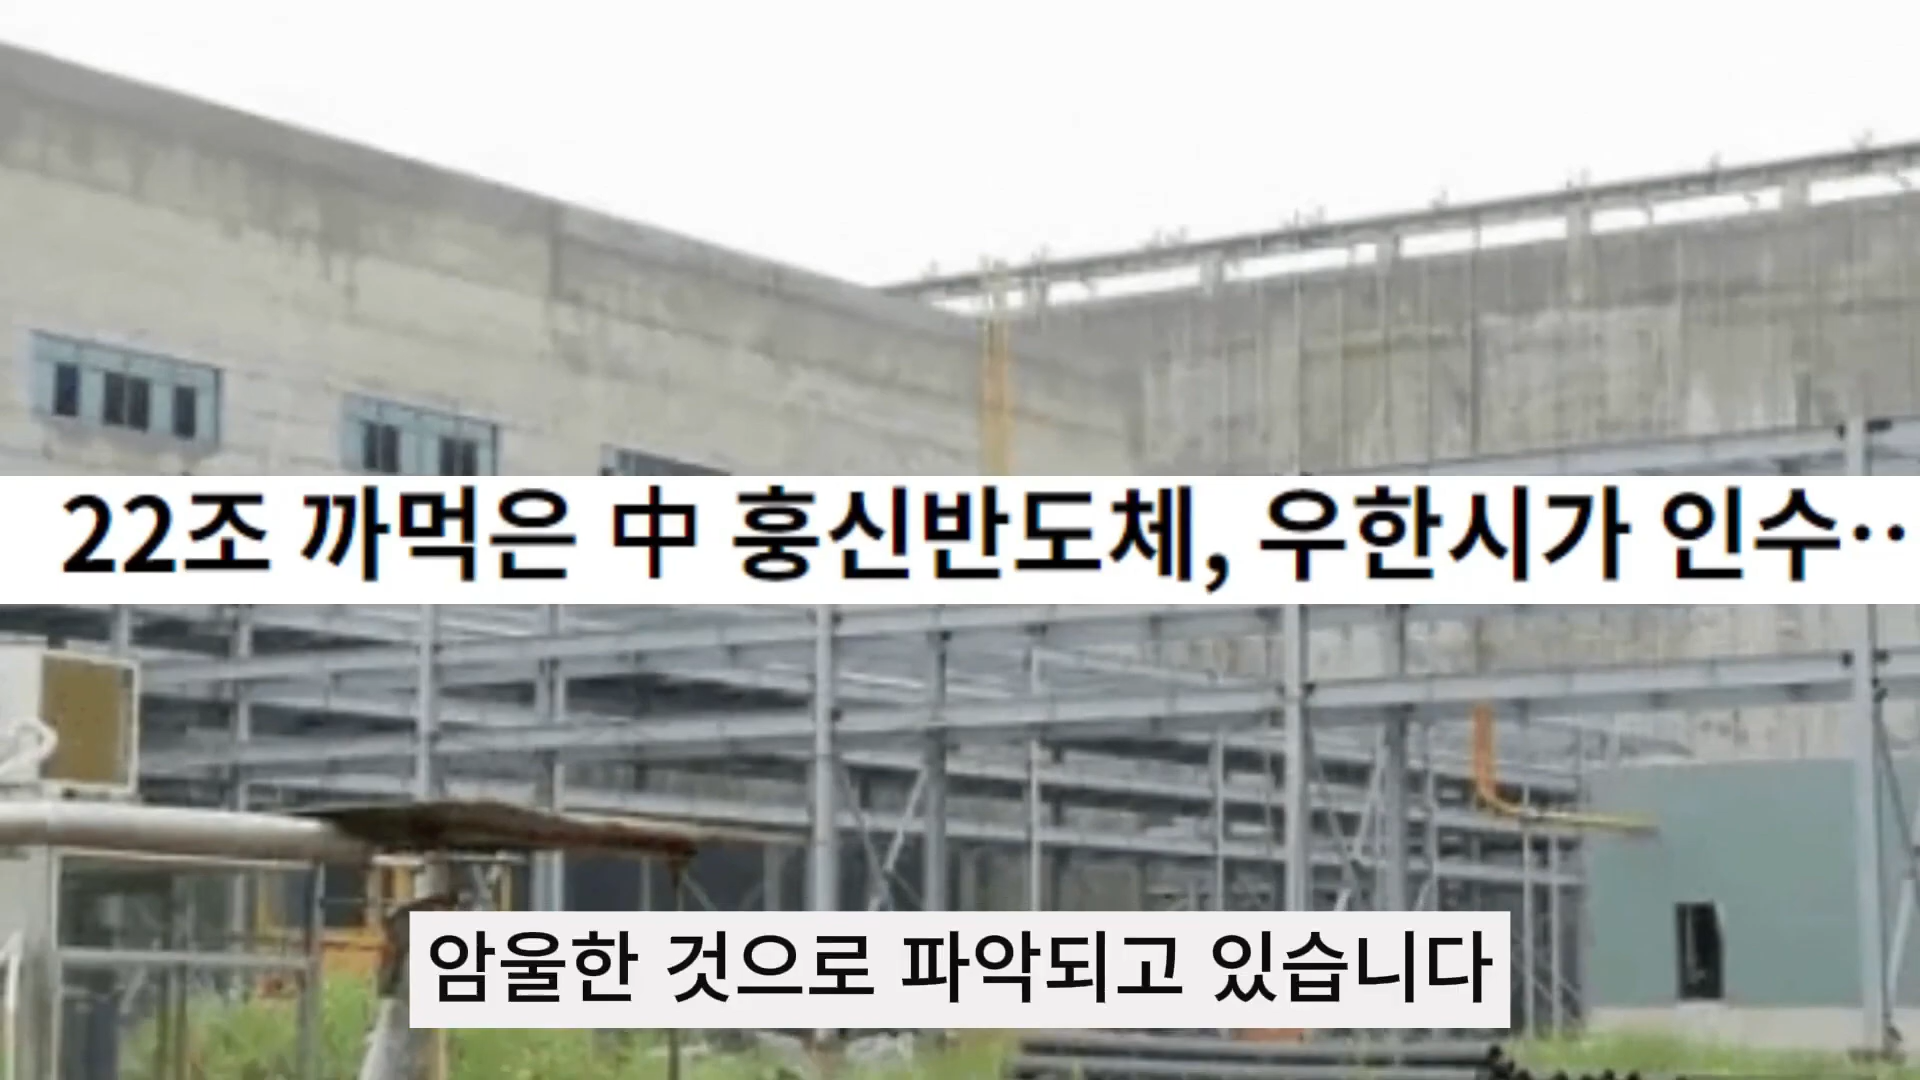 22조 까먹은 中 훙신반도체, 우한시가 인수··
암울한 것으로 파악되고 있습니다